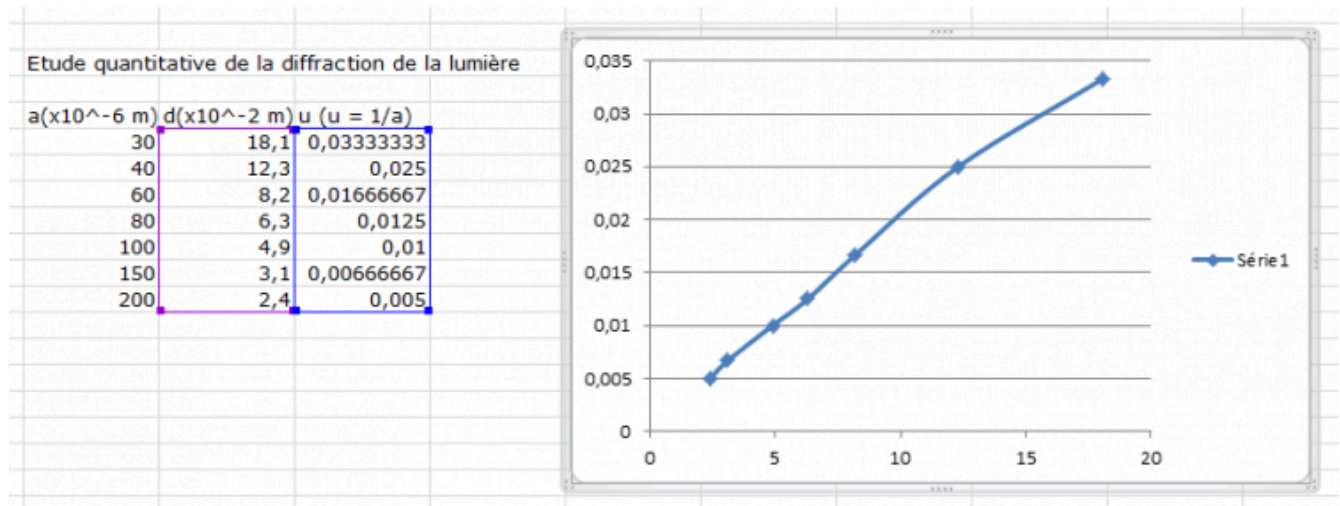 Etude quantitative de la diffraction de la lumière
a(x10^-6 m) d(x10^-2 m) u (u = 1/a)
30 18,1 0,03333333
40 12,3 0,025
60 8,2 0,01666667
80 6,3 0,0125
100 4,9 0,01
150 3,1 0,00666667
200 2,4 0,005
0,035
0,03
0,025
0,02
0,015
0,01
0,005
0
0 5 10 15 20
Série1